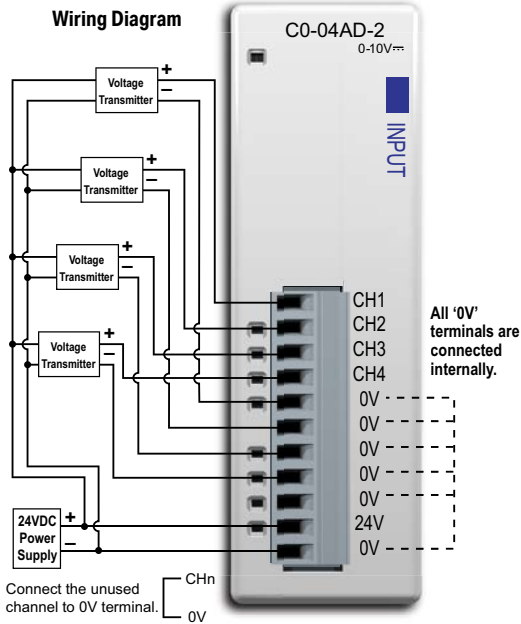 Wiring Diagram
C0-04AD-2
0-10V⎓
INPUT
Voltage
Transmitter
+
–
Voltage
Transmitter
+
–
Voltage
Transmitter
+
–
Voltage
Transmitter
+
–
CH1
CH2
CH3
CH4
0V
0V
0V
0V
0V
24V
0V
All ‘0V’
terminals are
connected
internally.
24VDC
Power
Supply
+
–
Connect the unused
channel to 0V terminal.
CHn
0V